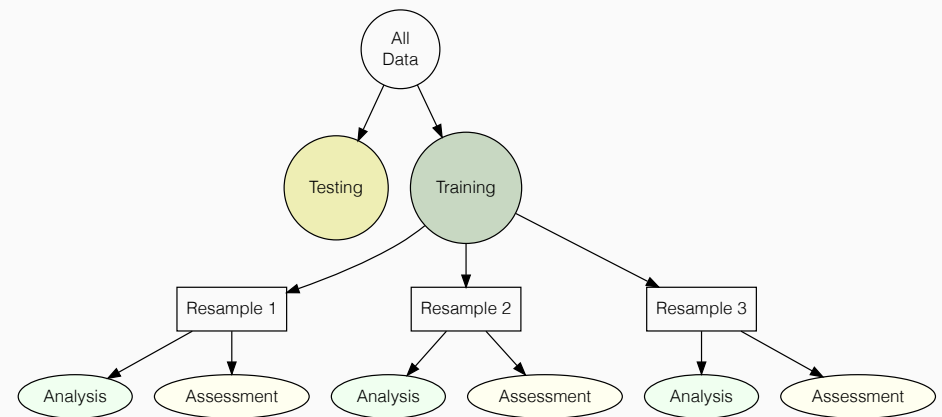 All
Data
Testing
Training
Resample 1
Resample 2
Resample 3
Analysis
Assessment
Analysis
Assessment
Analysis
Assessment